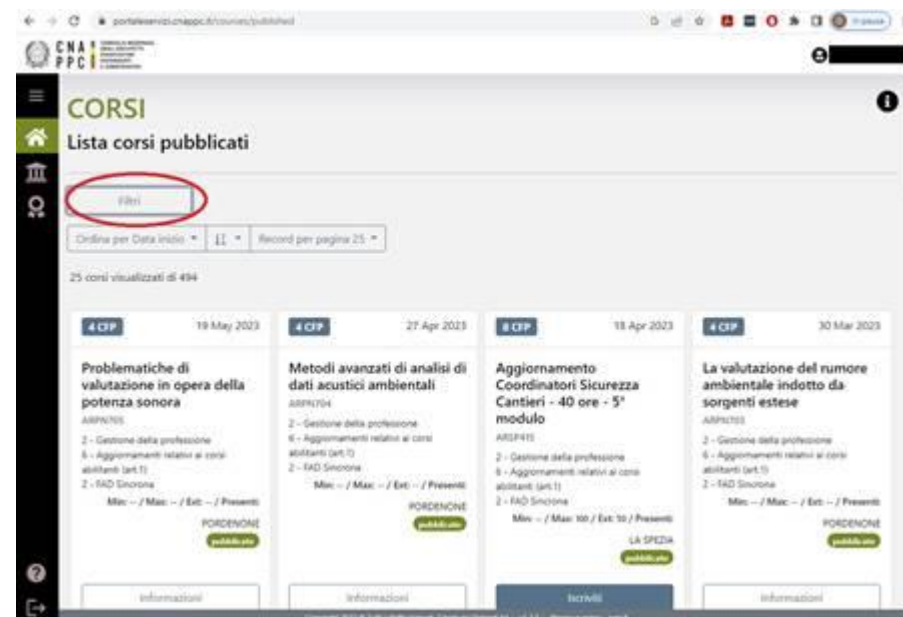 portaleservizi.cnappc.it/courses/published
CNA
PPC
CORSI
Lista corsi pubblicati
Filtri
Ordina per Data inizio
Record per pagina 25
25 corsi visualizzati di 494
4 CFP 19 May 2023
Problematiche di
valutazione in opera della
potenza sonora
ARPN705
2 - Gestione della professione
6 - Aggiornamenti relativi ai corsi
abilitanti (art.1)
2 - FAD Sincrona
Min: -- / Max: -- / Ext: -- / Presenti:
PORDENONE
pubblicato
Informazioni
4 CFP 27 Apr 2023
Metodi avanzati di analisi di
dati acustici ambientali
ARPN704
2 - Gestione della professione
6 - Aggiornamenti relativi ai corsi
abilitanti (art.1)
2 - FAD Sincrona
Min: -- / Max: -- / Ext: -- / Presenti:
PORDENONE
pubblicato
Informazioni
8 CFP 18 Apr 2023
Aggiornamento
Coordinatori Sicurezza
Cantieri - 40 ore - 5°
modulo
ARSP415
2 - Gestione della professione
6 - Aggiornamenti relativi ai corsi
abilitanti (art.1)
2 - FAD Sincrona
Min: -- / Max: 100 / Ext: 50 / Presenti:
LA SPEZIA
pubblicato
Iscriviti
4 CFP 30 Mar 2023
La valutazione del rumore
ambientale indotto da
sorgenti estese
ARPN703
2 - Gestione della professione
6 - Aggiornamenti relativi ai corsi
abilitanti (art.1)
2 - FAD Sincrona
Min: -- / Max: -- / Ext: -- / Presenti:
PORDENONE
pubblicato
Informazioni